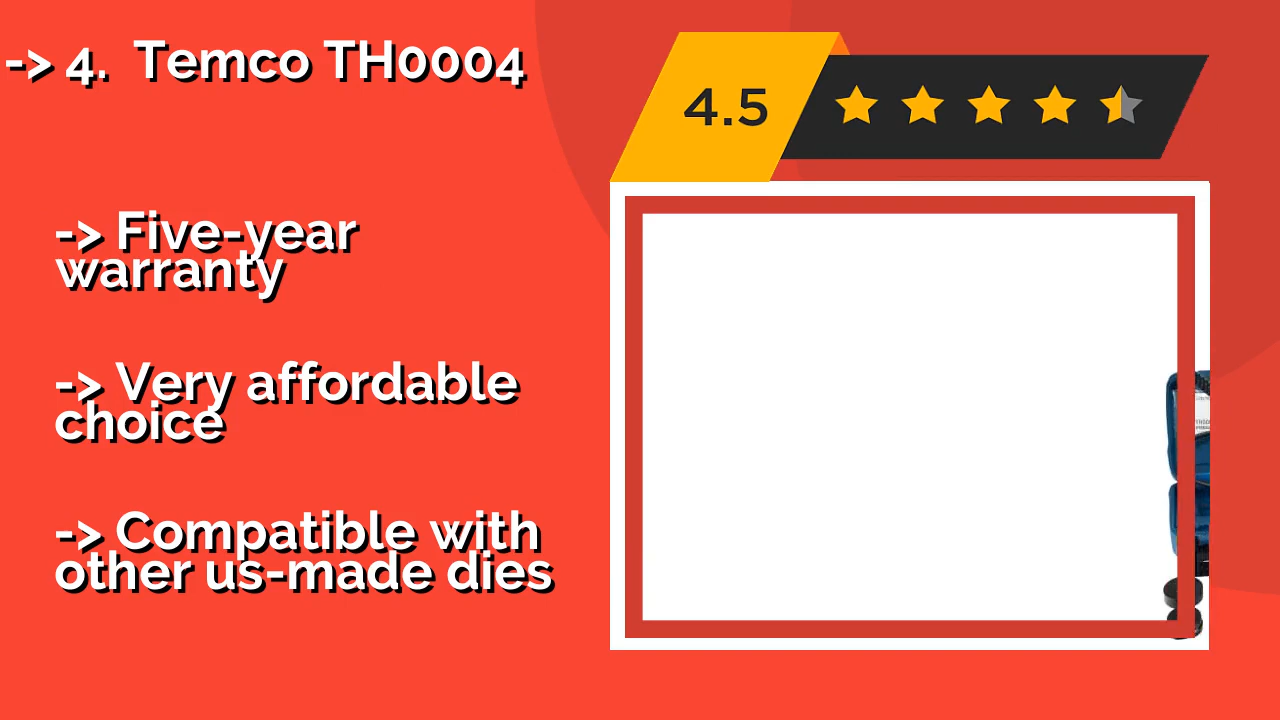 -> 4.  Temco TH0004
4.5
-> Five-year
warranty
-> Very affordable
choice
-> Compatible with
other us-made dies